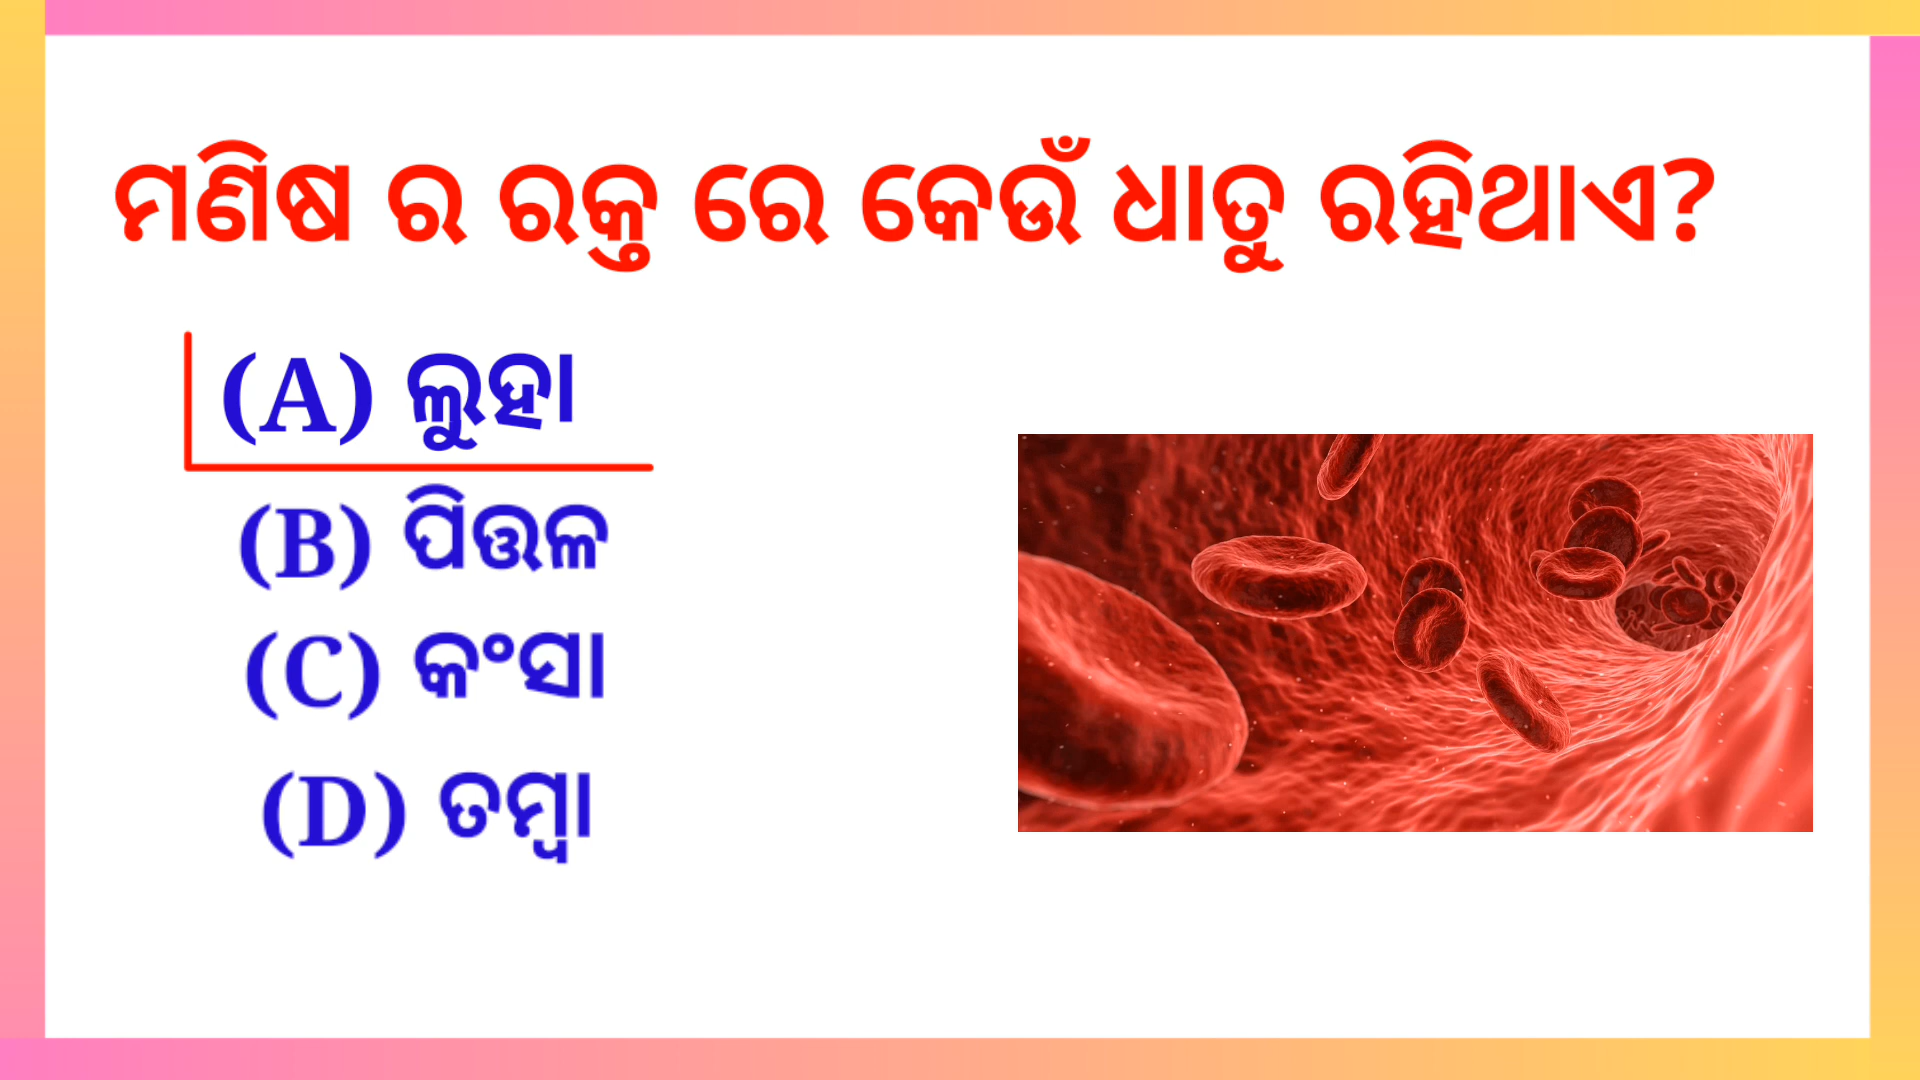 ମଣିଷ ର ରକ୍ତ ରେ କେଉଁ ଧାତୁ ରହିଥାଏ?
(A) ଲୁହା
(B) ପିତ୍ତଳ
(C) କଂସା
(D) ତମ୍ବା